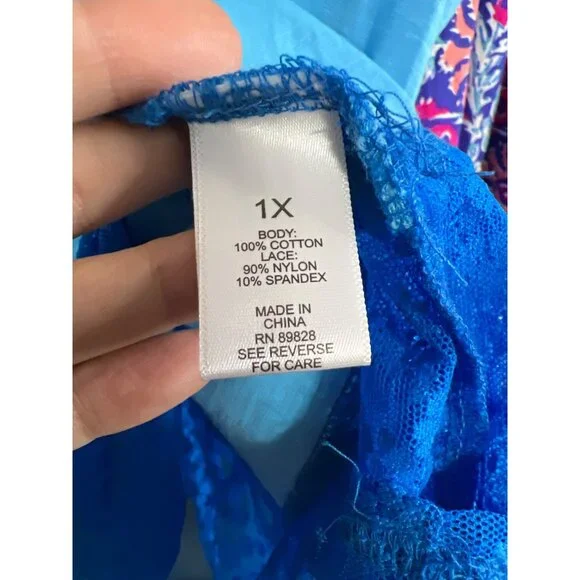 1X
BODY:
100% COTTON
LACE:
90% NYLON
10% SPANDEX
MADE IN
CHINA
RN 89828
SEE REVERSE
FOR CARE